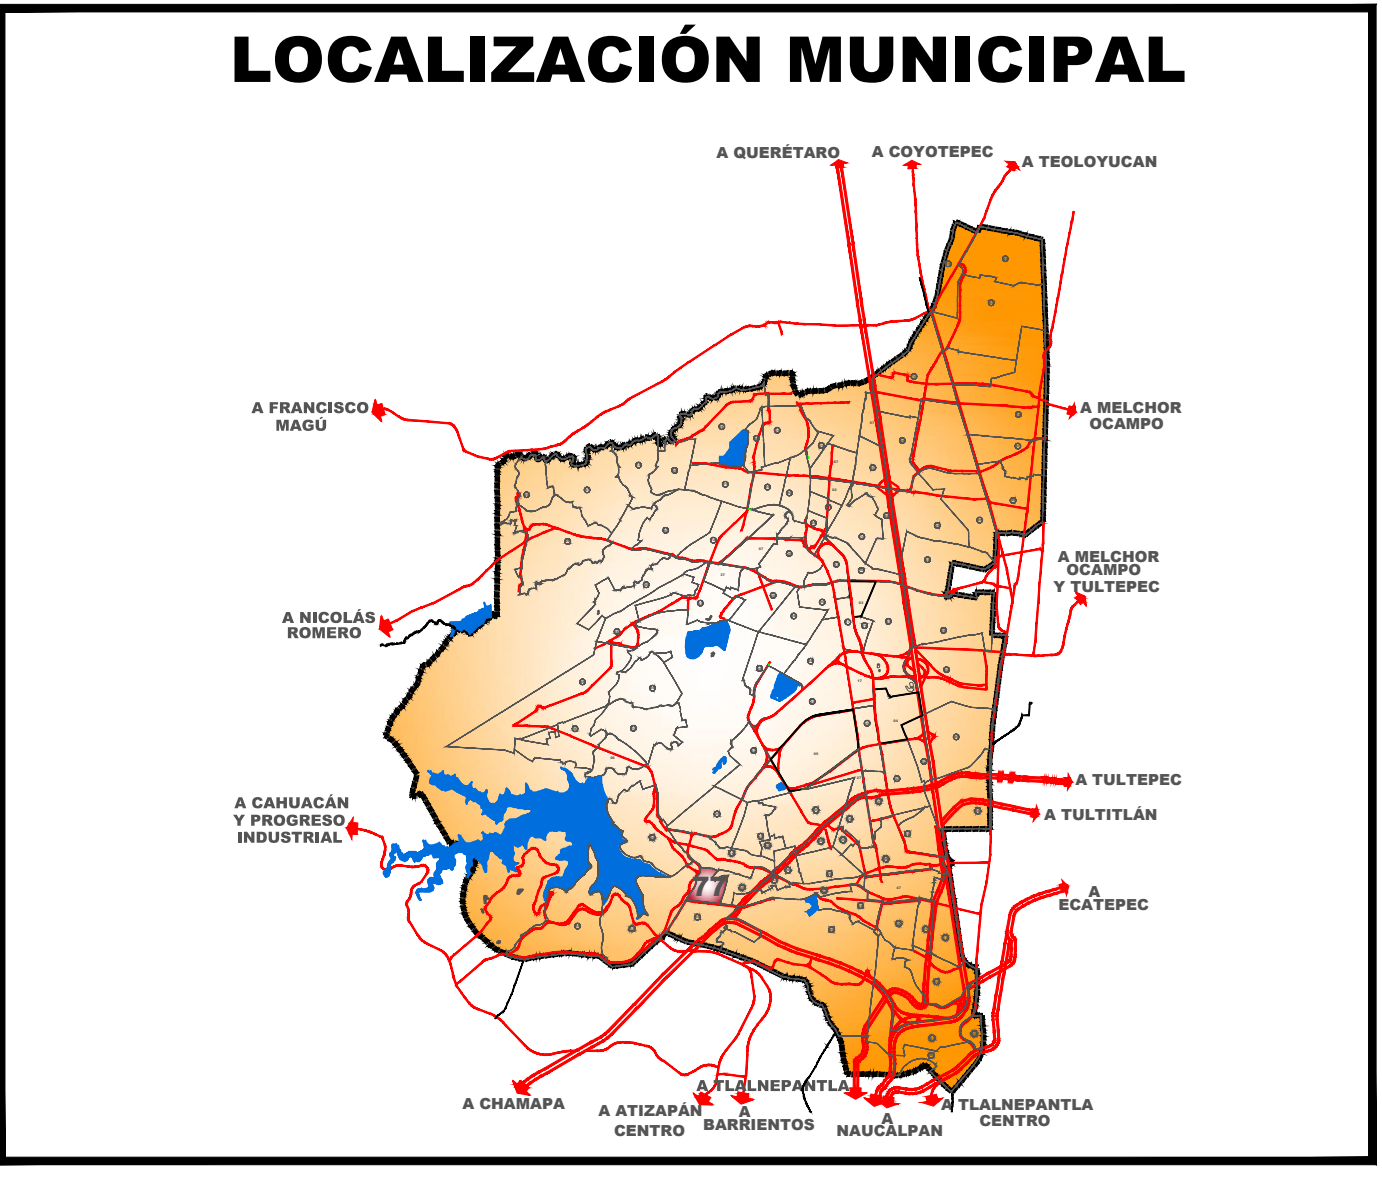 LOCALIZACIÓN MUNICIPAL
A QUERÉTARO
A COYOTEPEC
A TEOLOYUCAN
A FRANCISCO
MAGÚ
A MELCHOR
OCAMPO
A MELCHOR
OCAMPO
Y TULTEPEC
A NICOLÁS
ROMERO
A TULTEPEC
A CAHUACÁN
Y PROGRESO
INDUSTRIAL
A TULTITLÁN
77
A
ECATEPEC
A TLALNEPANTLA
A CHAMAPA
A ATIZAPÁN
CENTRO
A
BARRIENTOS
A
NAUCALPAN
A TLALNEPANTLA
CENTRO